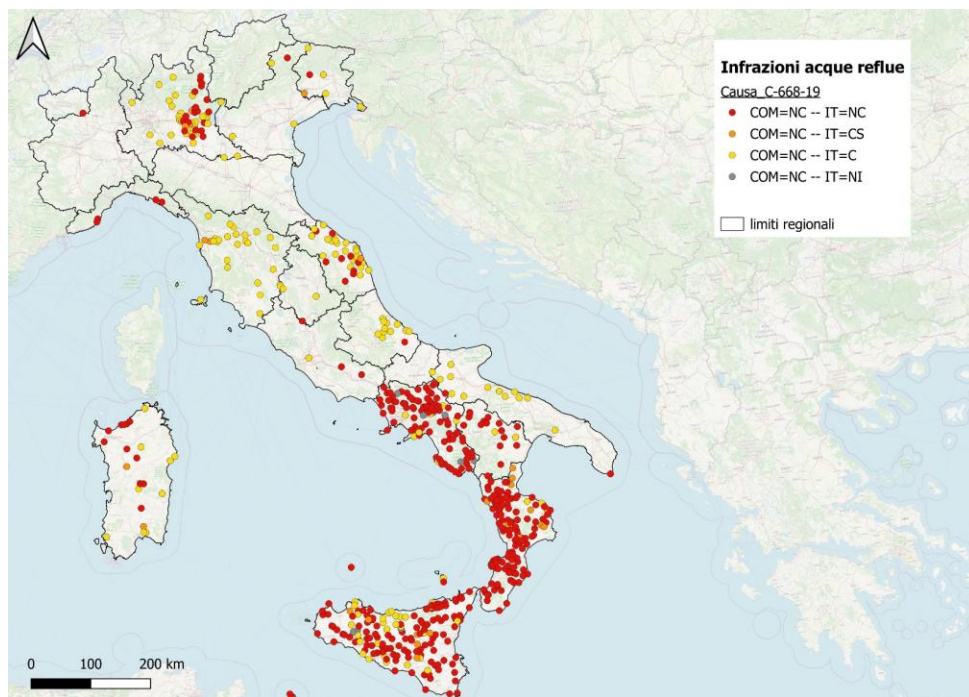 Infrazioni acque reflue
Causa_C-668-19
COM=NC -- IT=NC
COM=NC -- IT=CS
COM=NC -- IT=C
COM=NC -- IT=NI
limiti regionali
0 100 200 km